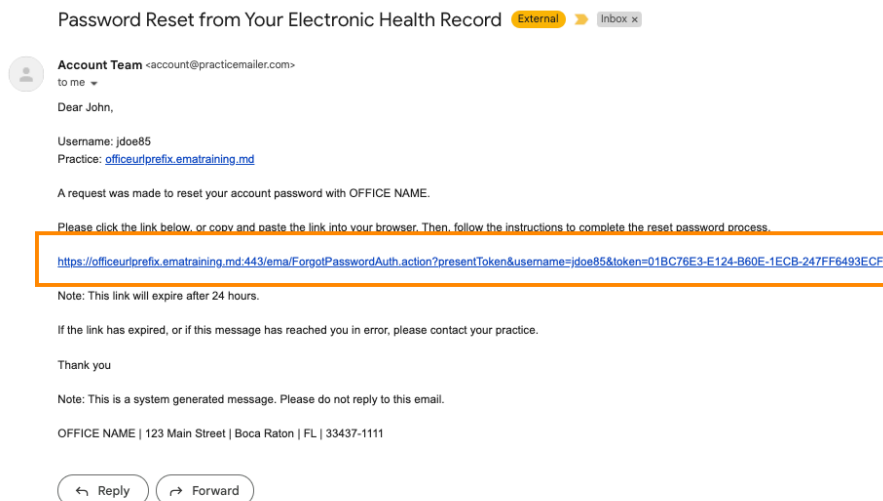 Password Reset from Your Electronic Health Record External Inbox x
Account Team <account@practicemailer.com>
to me
Dear John,
Username: jdoe85
Practice: officeurlprefix.ematraining.md
A request was made to reset your account password with OFFICE NAME.
Please click the link below, or copy and paste the link into your browser. Then, follow the instructions to complete the reset password process.
https://officeurlprefix.ematraining.md:443/ema/ForgotPasswordAuth.action?presentToken&username=jdoe85&token=01BC76E3-E124-B60E-1ECB-247FF6493ECF
Note: This link will expire after 24 hours.
If the link has expired, or if this message has reached you in error, please contact your practice.
Thank you
Note: This is a system generated message. Please do not reply to this email.
OFFICE NAME | 123 Main Street | Boca Raton | FL | 33437-1111
Reply Forward